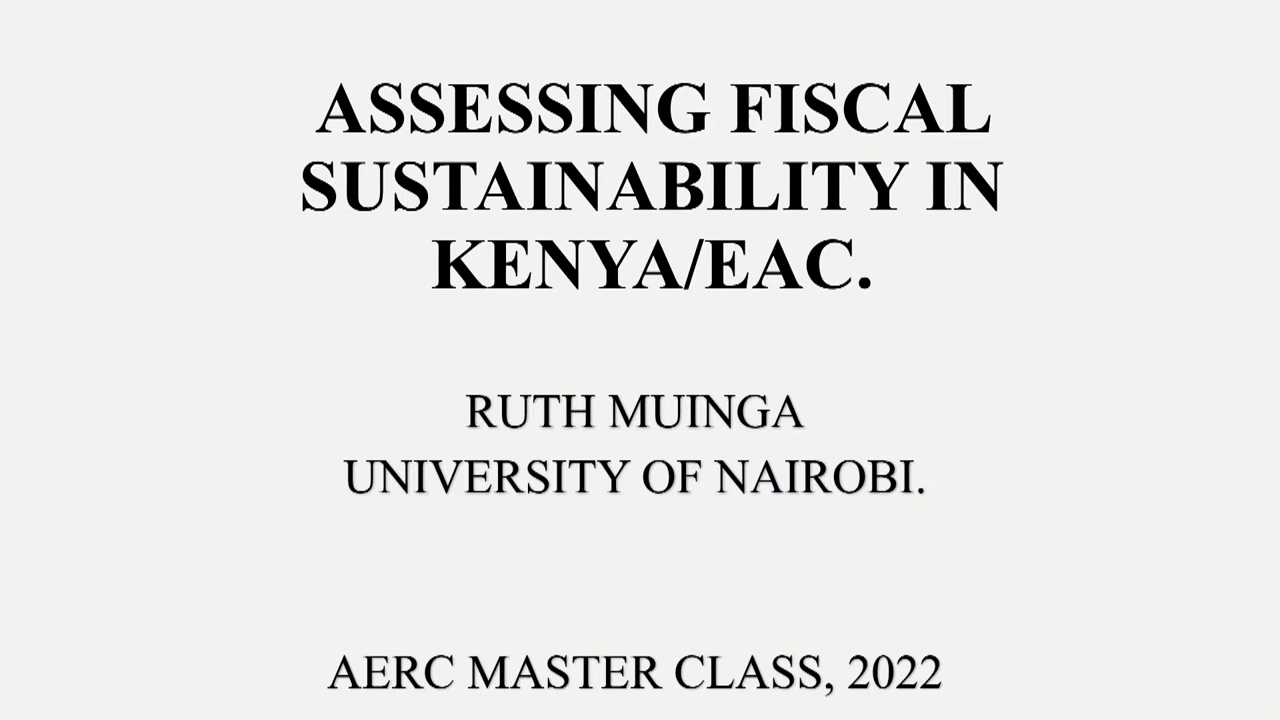 ASSESSING FISCAL
SUSTAINABILITY IN
KENYA/EAC.
RUTH MUINGA
UNIVERSITY OF NAIROBI.
AERC MASTER CLASS, 2022